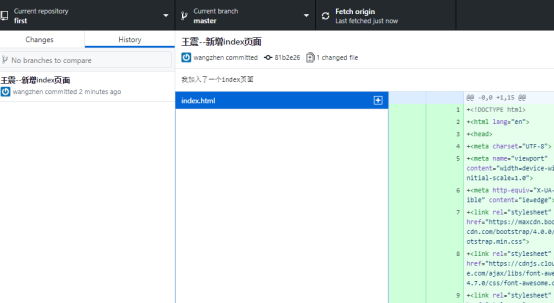 Current repository
first
Current branch
master
Fetch origin
Last fetched just now
Changes
History
No branches to compare
王震--新增index页面
wangzhen committed 2 minutes ago
王震--新增index页面
wangzhen committed
81b2e26
1 changed file
我加入了一个index页面
index.html
@@ -0,0 +1,15 @@
1 +<!DOCTYPE html>
2 +<html lang="en">
3 +<head>
4 +<meta charset="UTF-8">
5 +<meta name="viewport"
content="width=device-wi
nitial-scale=1.0">
6 +<meta http-equiv="X-UA-
ible" content="ie=edge">
7 +<link rel="stylesheet"
href="https://maxcdn.boo
cdn.com/bootstrap/4.0.0/
otstrap.min.css">
8 +<link rel="stylesheet"
href="https://cdnjs.clou
e.com/ajax/libs/font-awe
4.7.0/css/font-awesome.c
9 +<link rel="stylesheet"